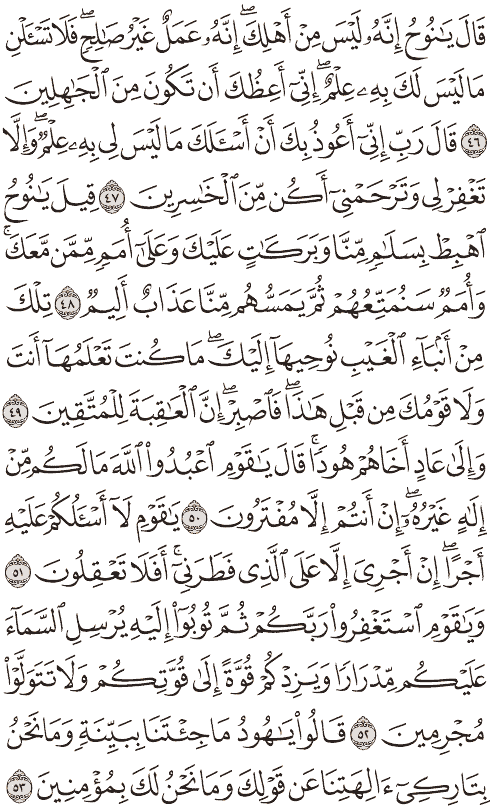 قَالَ يَٰنُوحُ إِنَّهُۥ لَيْسَ مِنْ أَهْلِكَ ۖ إِنَّهُۥ عَمَلٌ غَيْرُ صَٰلِحٍ ۖ فَلَا تَسْـَٔلْنِ
مَا لَيْسَ لَكَ بِهِۦ عِلْمٌ ۖ إِنِّىٓ أَعِظُكَ أَن تَكُونَ مِنَ ٱلْجَٰهِلِينَ
٤٦ قَالَ رَبِّ إِنِّىٓ أَعُوذُ بِكَ أَنْ أَسْـَٔلَكَ مَا لَيْسَ لِى بِهِۦ عِلْمٌ ۖ وَإِلَّا
تَغْفِرْ لِى وَتَرْحَمْنِىٓ أَكُن مِّنَ ٱلْخَٰسِرِينَ ٤٧ قِيلَ يَٰنُوحُ
ٱهْبِطْ بِسَلَٰمٍ مِّنَّا وَبَرَكَٰتٍ عَلَيْكَ وَعَلَىٰٓ أُمَمٍ مِّمَّن مَّعَكَ ۚ
وَأُمَمٌ سَنُمَتِّعُهُمْ ثُمَّ يَمَسُّهُم مِّنَّا عَذَابٌ أَلِيمٌ ٤٨ تِلْكَ
مِنْ أَنۢبَآءِ ٱلْغَيْبِ نُوحِيهَآ إِلَيْكَ ۖ مَا كُنتَ تَعْلَمُهَآ أَنتَ
وَلَا قَوْمُكَ مِن قَبْلِ هَٰذَا ۖ فَٱصْبِرْ ۖ إِنَّ ٱلْعَٰقِبَةَ لِلْمُتَّقِينَ ٤٩
وَإِلَىٰ عَادٍ أَخَاهُمْ هُودًا ۚ قَالَ يَٰقَوْمِ ٱعْبُدُوا۟ ٱللَّهَ مَا لَكُم مِّنْ
إِلَٰهٍ غَيْرُهُۥٓ ۖ إِنْ أَنتُمْ إِلَّا مُفْتَرُونَ ٥٠ يَٰقَوْمِ لَآ أَسْـَٔلُكُمْ عَلَيْهِ
أَجْرًا ۖ إِنْ أَجْرِىَ إِلَّا عَلَى ٱلَّذِى فَطَرَنِىٓ ۚ أَفَلَا تَعْقِلُونَ ٥١
وَيَٰقَوْمِ ٱسْتَغْفِرُوا۟ رَبَّكُمْ ثُمَّ تُوبُوٓا۟ إِلَيْهِ يُرْسِلِ ٱلسَّمَآءَ
عَلَيْكُم مِّدْرَارًا وَيَزِدْكُمْ قُوَّةً إِلَىٰ قُوَّتِكُمْ وَلَا تَتَوَلَّوْا۟
مُجْرِمِينَ ٥٢ قَالُوا۟ يَٰهُودُ مَا جِئْتَنَا بِبَيِّنَةٍ وَمَا نَحْنُ
بِتَارِكِىٓ ءَالِهَتِنَا عَن قَوْلِكَ وَمَا نَحْنُ لَكَ بِمُؤْمِنِينَ ٥٣